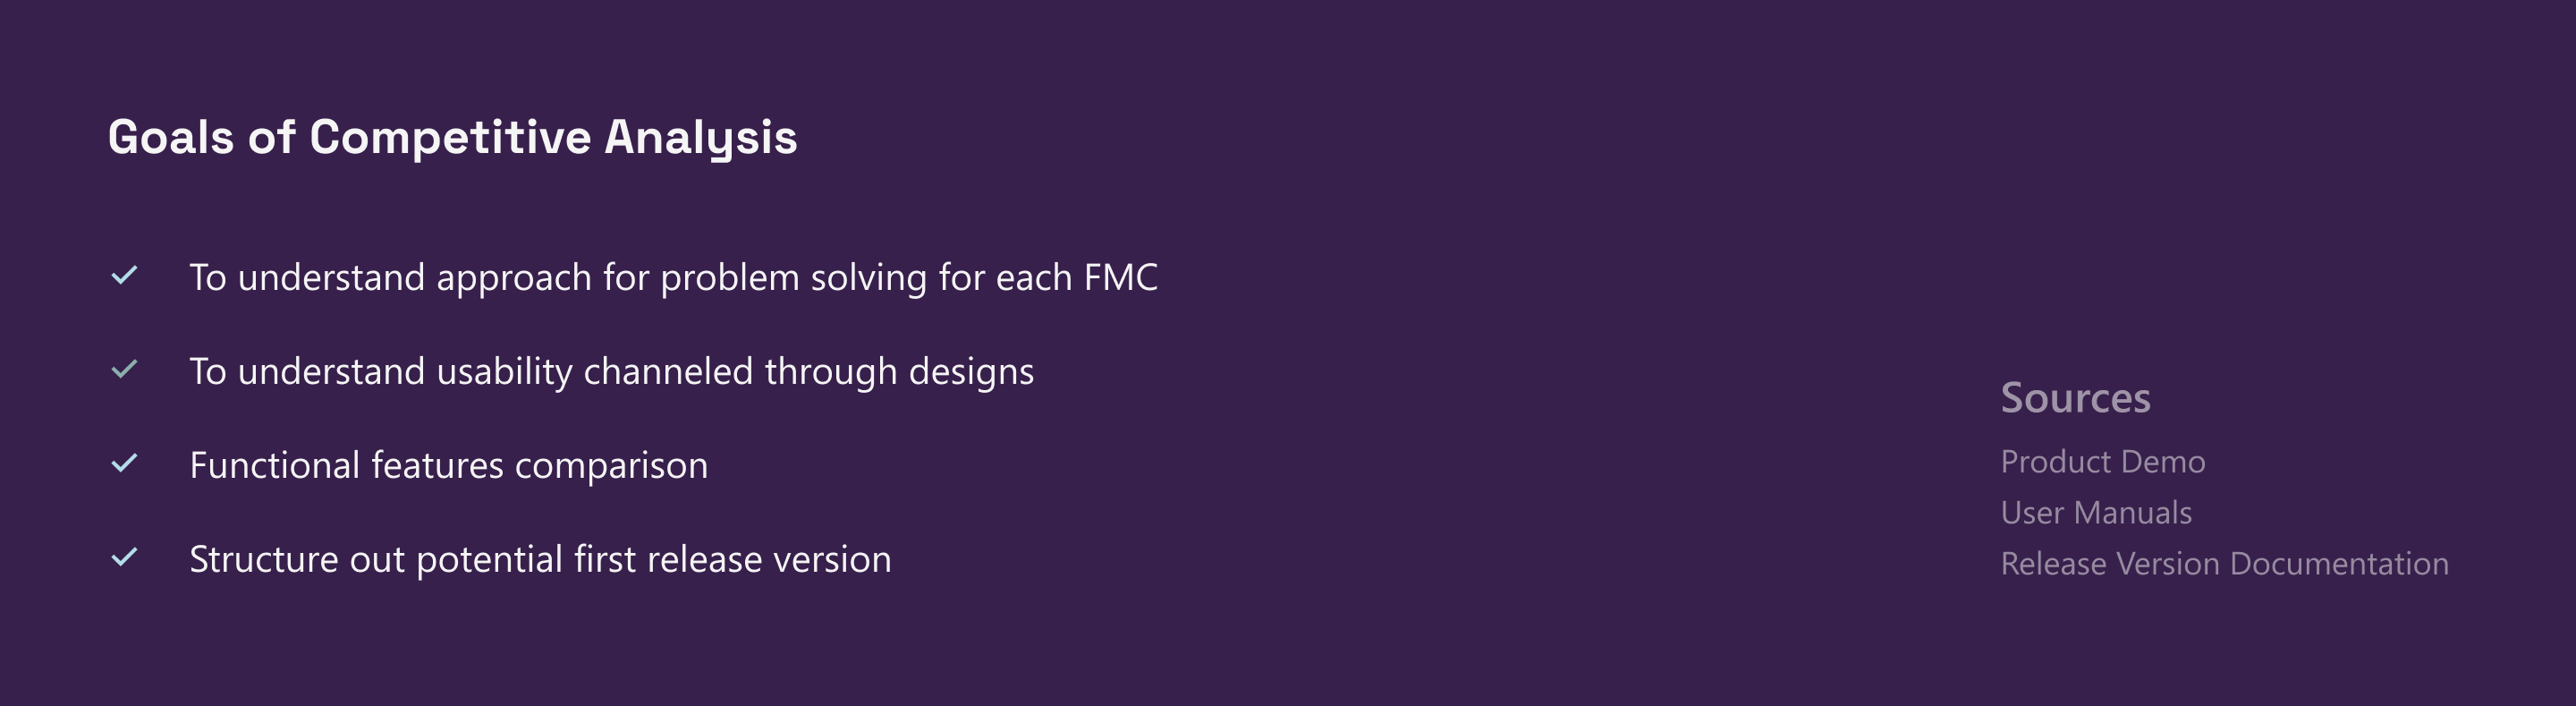 Goals of Competitive Analysis
To understand approach for problem solving for each FMC
To understand usability channeled through designs
Functional features comparison
Structure out potential first release version
Sources
Product Demo
User Manuals
Release Version Documentation